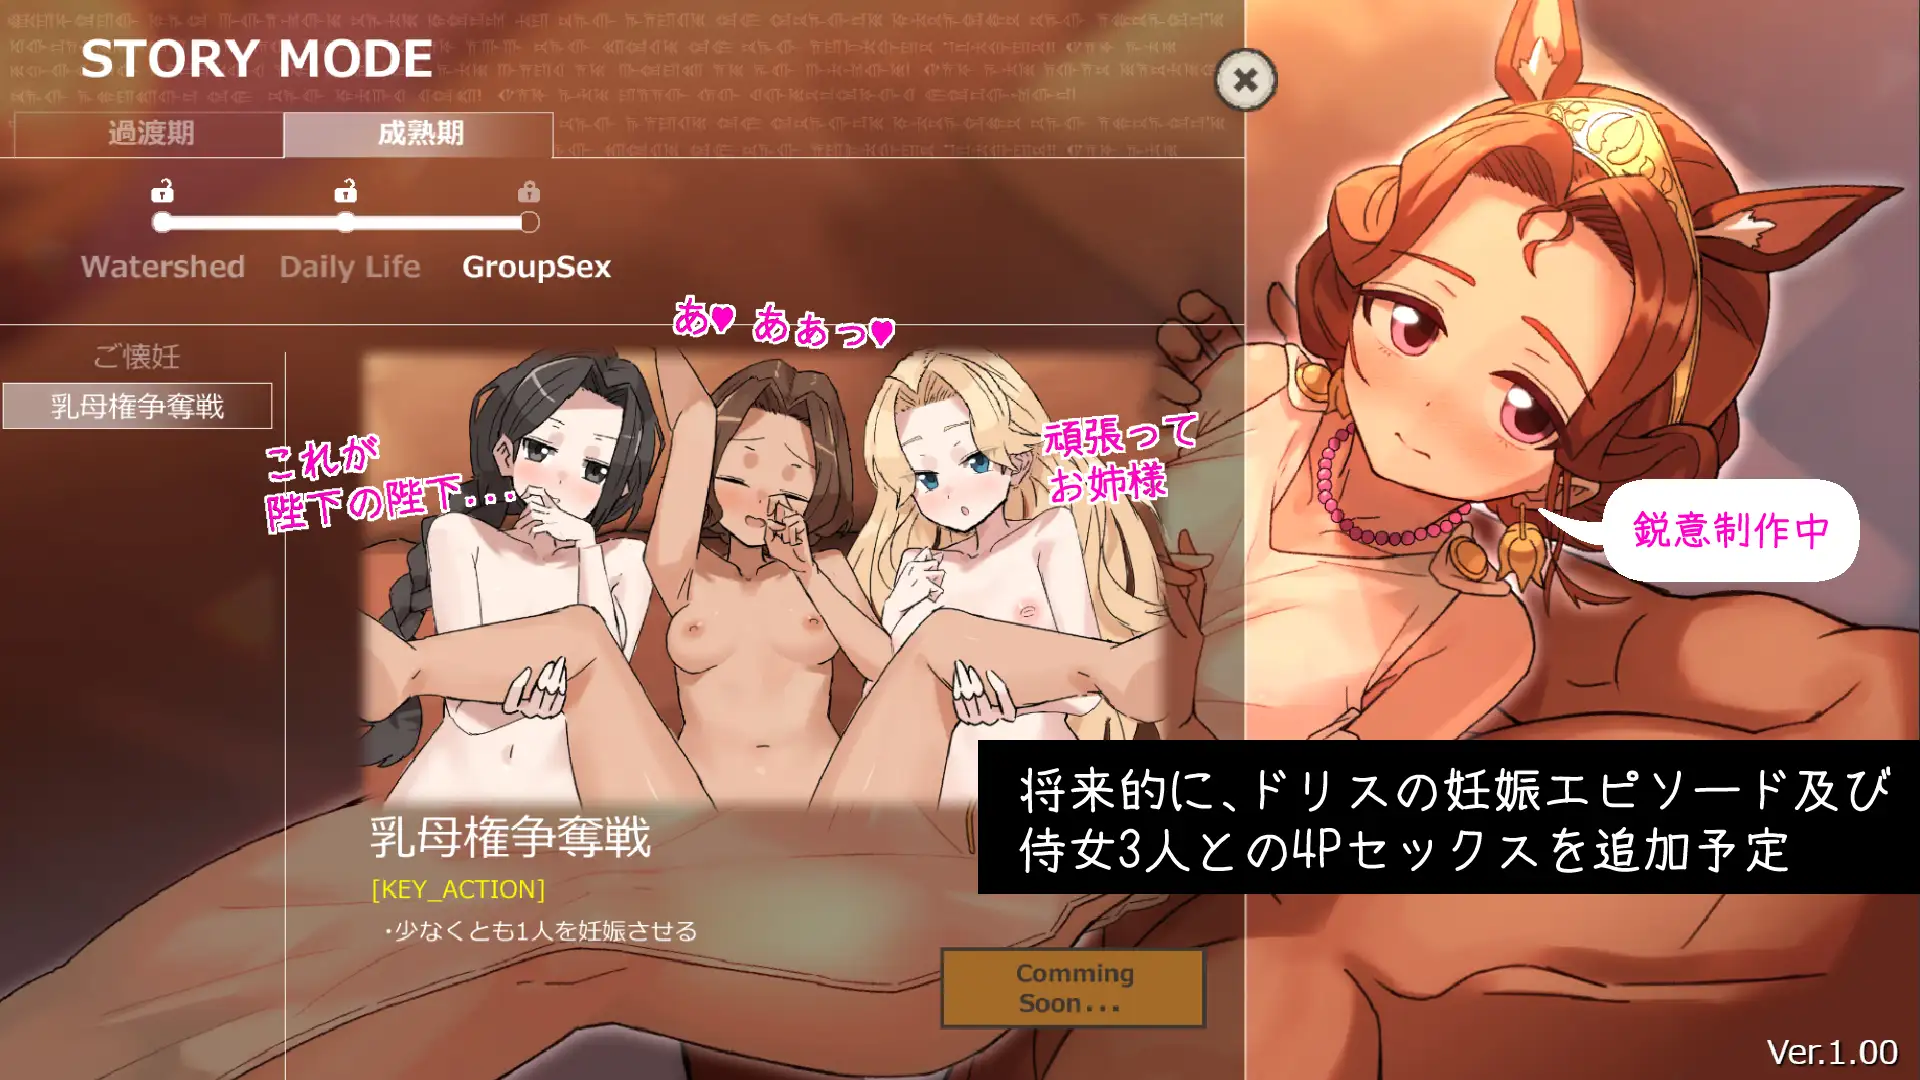 STORY MODE
過渡期
成熟期
Watershed
Daily Life
GroupSex
ご懐妊
乳母権争奪戦
あ♥ ああっ♥
これが
陛下の陛下...
頑張って
お姉様
鋭意制作中
将来的に、ドリスの妊娠エピソード及び
侍女3人との4Pセックスを追加予定
乳母権争奪戦
[KEY_ACTION]
・少なくとも1人を妊娠させる
Comming
Soon...
Ver.1.00